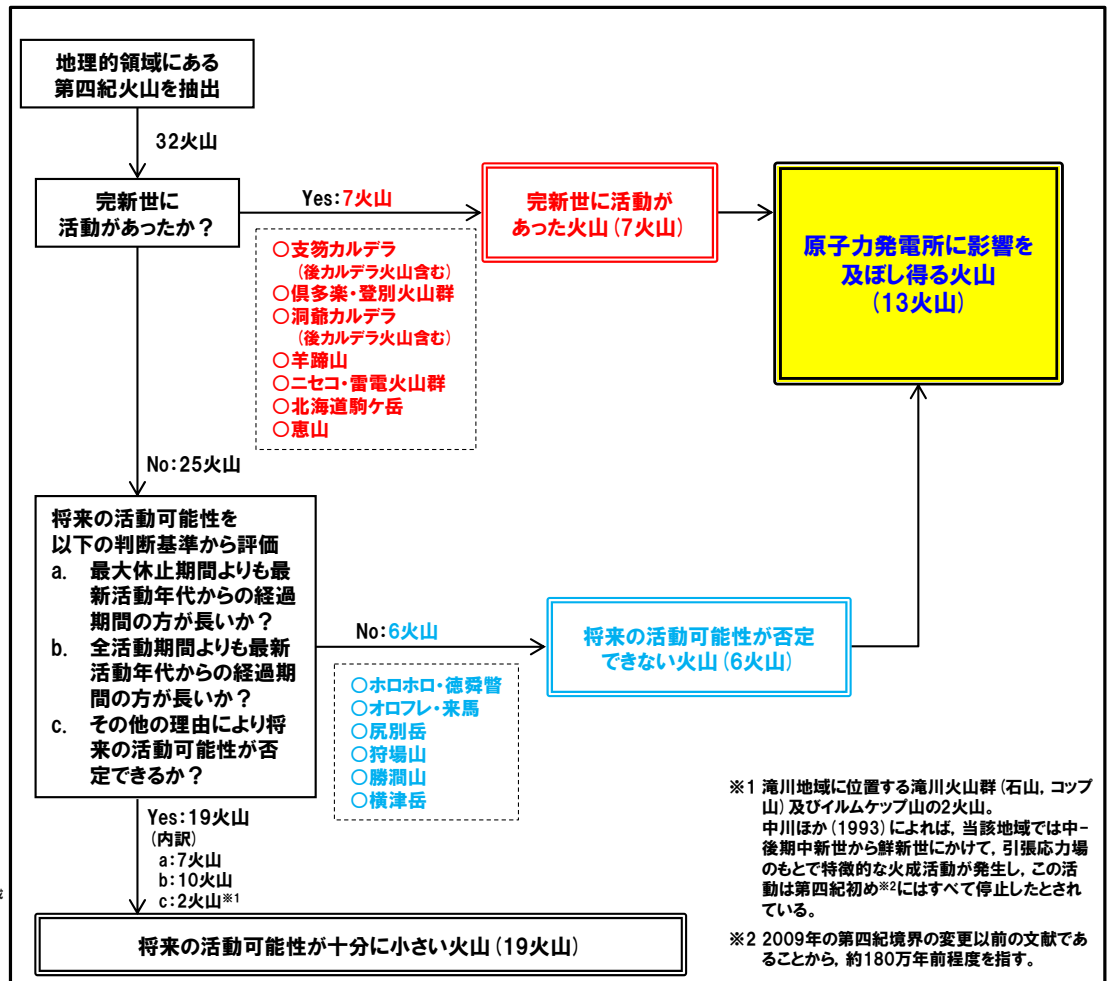 地理的領域にある
第四紀火山を抽出
32火山
完新世に
活動があったか？
Yes:7火山
○支笏カルデラ
(後カルデラ火山含む)
○倶多楽・登別火山群
○洞爺カルデラ
(後カルデラ火山含む)
○羊蹄山
○ニセコ・雷電火山群
○北海道駒ケ岳
○恵山
完新世に活動が
あった火山(7火山)
原子力発電所に影響を
及ぼし得る火山
(13火山)
No:25火山
将来の活動可能性を
以下の判断基準から評価
a. 最大休止期間よりも最
新活動年代からの経過
期間の方が長いか？
b. 全活動期間よりも最新
活動年代からの経過期
間の方が長いか？
c. その他の理由により将
来の活動可能性が否
定できるか？
No:6火山
○ホロホロ・徳舜瞥
○オロフレ・来馬
○尻別岳
○狩場山
○勝澗山
○横津岳
将来の活動可能性が否定
できない火山(6火山)
Yes:19火山
(内訳)
a:7火山
b:10火山
c:2火山※1
将来の活動可能性が十分に小さい火山(19火山)
※1 滝川地域に位置する滝川火山群(石山, コップ
山)及びイルムケップ山の2火山。
中川ほか(1993)によれば, 当該地域では中-
後期中新世から鮮新世にかけて, 引張応力場
のもとで特徴的な火成活動が発生し, この活
動は第四紀初め※2にはすべて停止したとされ
ている。
※2 2009年の第四紀境界の変更以前の文献であ
ることから, 約180万年前程度を指す。